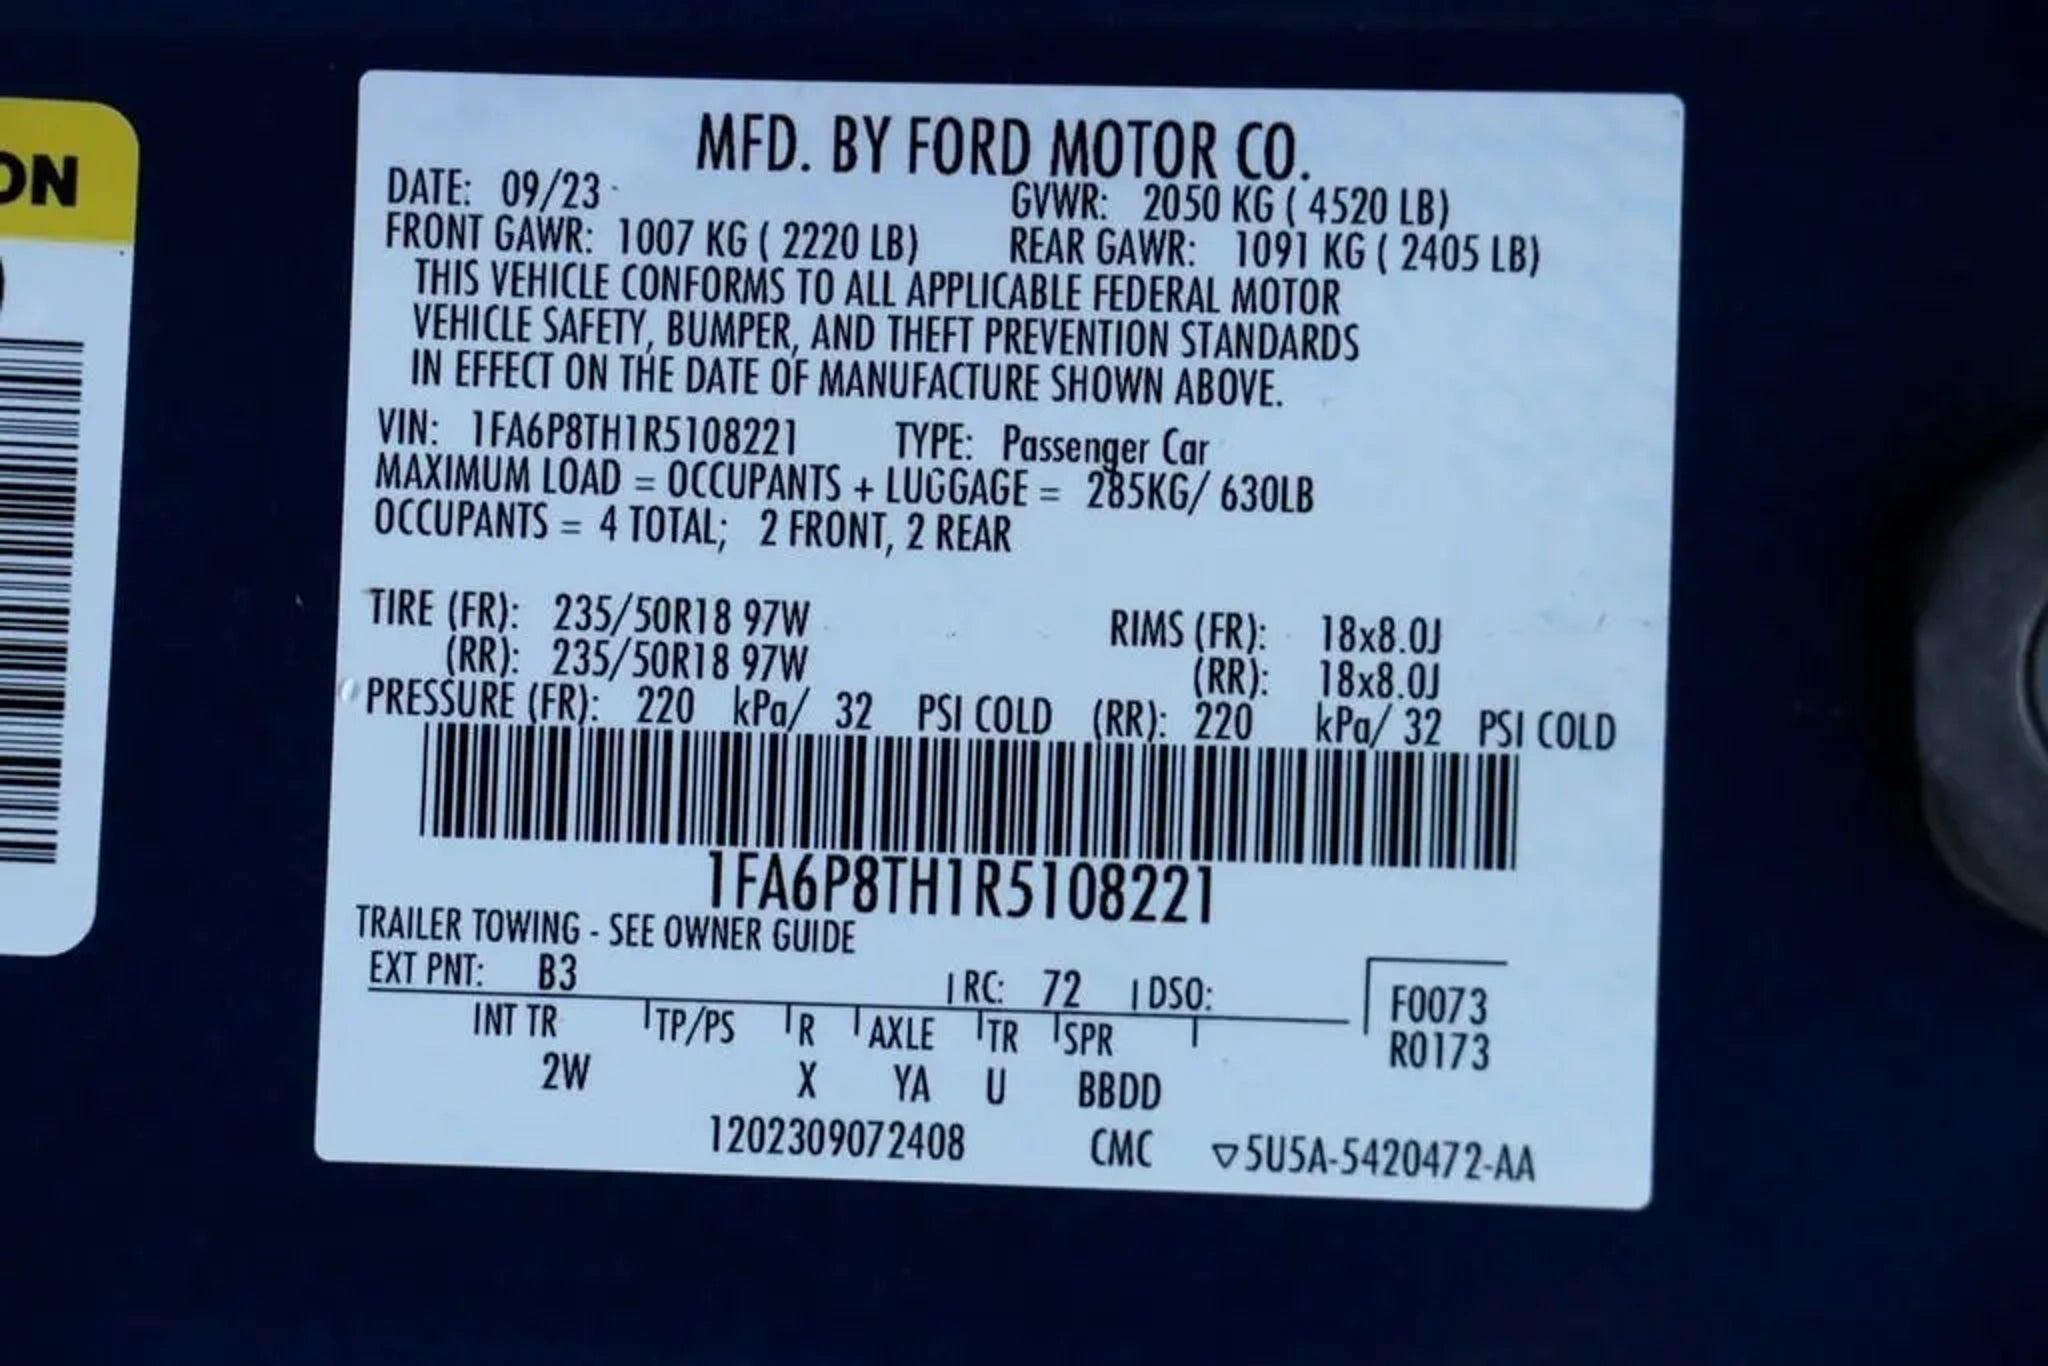 ON
MFD. BY FORD MOTOR CO.
DATE: 09/23 GVWR: 2050 KG ( 4520 LB)
FRONT GAWR: 1007 KG ( 2220 LB) REAR GAWR: 1091 KG ( 2405 LB)
THIS VEHICLE CONFORMS TO ALL APPLICABLE FEDERAL MOTOR
VEHICLE SAFETY, BUMPER, AND THEFT PREVENTION STANDARDS
IN EFFECT ON THE DATE OF MANUFACTURE SHOWN ABOVE.
VIN: 1FA6P8TH1R5108221 TYPE: Passenger Car
MAXIMUM LOAD = OCCUPANTS + LUGGAGE = 285KG/ 630LB
OCCUPANTS = 4 TOTAL; 2 FRONT, 2 REAR
TIRE (FR): 235/50R18 97W RIMS (FR): 18x8.0J
(RR): 235/50R18 97W (RR): 18x8.0J
PRESSURE (FR): 220 kPa/ 32 PSI COLD (RR): 220 kPa/ 32 PSI COLD
1FA6P8TH1R5108221
TRAILER TOWING - SEE OWNER GUIDE
EXT PNT: B3 RC: 72 DSO: F0073
INT TR TP/PS R AXLE TR SPR R0173
2W X YA U BBDD
1202309072408 CMC ▽5U5A-5420472-AA